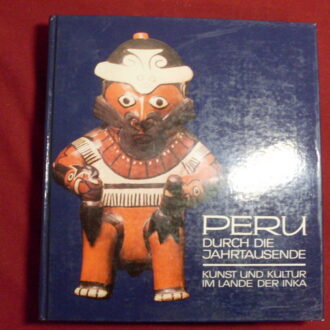 PERU
DURCH DIE
JAHRTAUSENDE
KUNST UND KULTUR
IM LANDE DER INKA